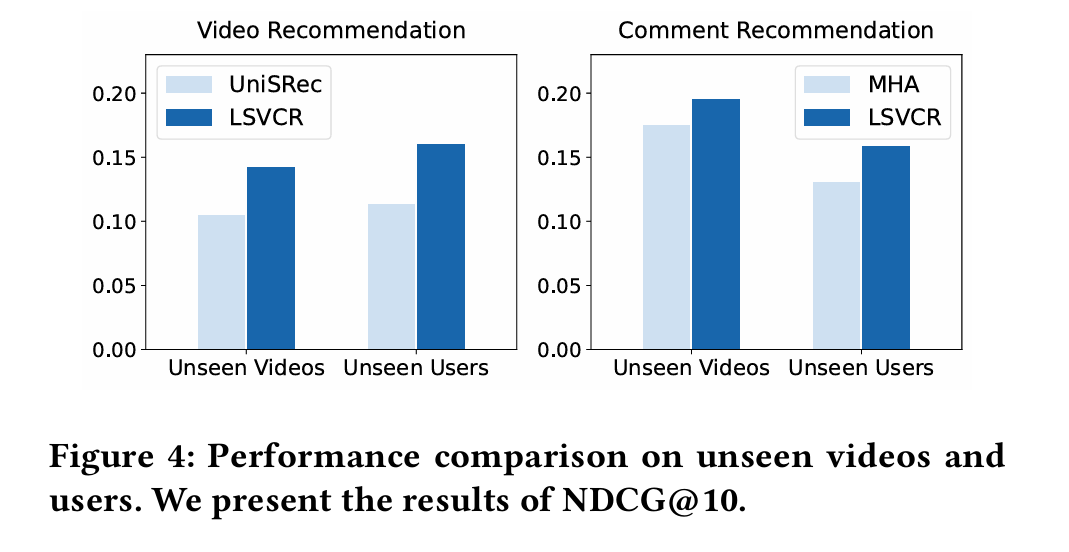 Video Recommendation
UniSRec
LSVCR
0.20
0.15
0.10
0.05
0.00
Unseen Videos
Unseen Users
Comment Recommendation
MHA
LSVCR
0.20
0.15
0.10
0.05
0.00
Unseen Videos
Unseen Users
Figure 4: Performance comparison on unseen videos and
users. We present the results of NDCG@10.